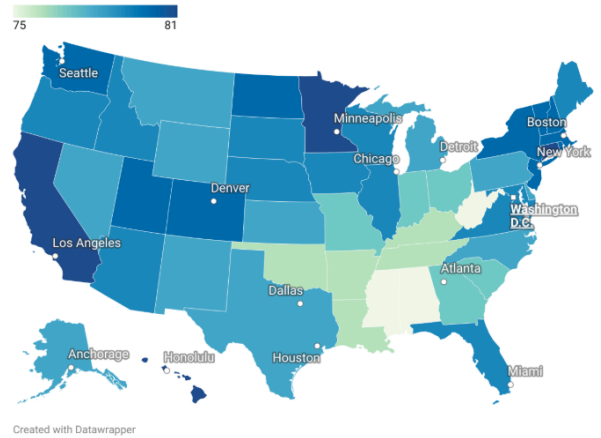 75 81
Seattle
Minneapolis
Boston
Detroit
New York
Chicago
Denver
Washington
D.C.
Los Angeles
Atlanta
Dallas
Anchorage
Honolulu
Houston
Miami
Created with Datawrapper